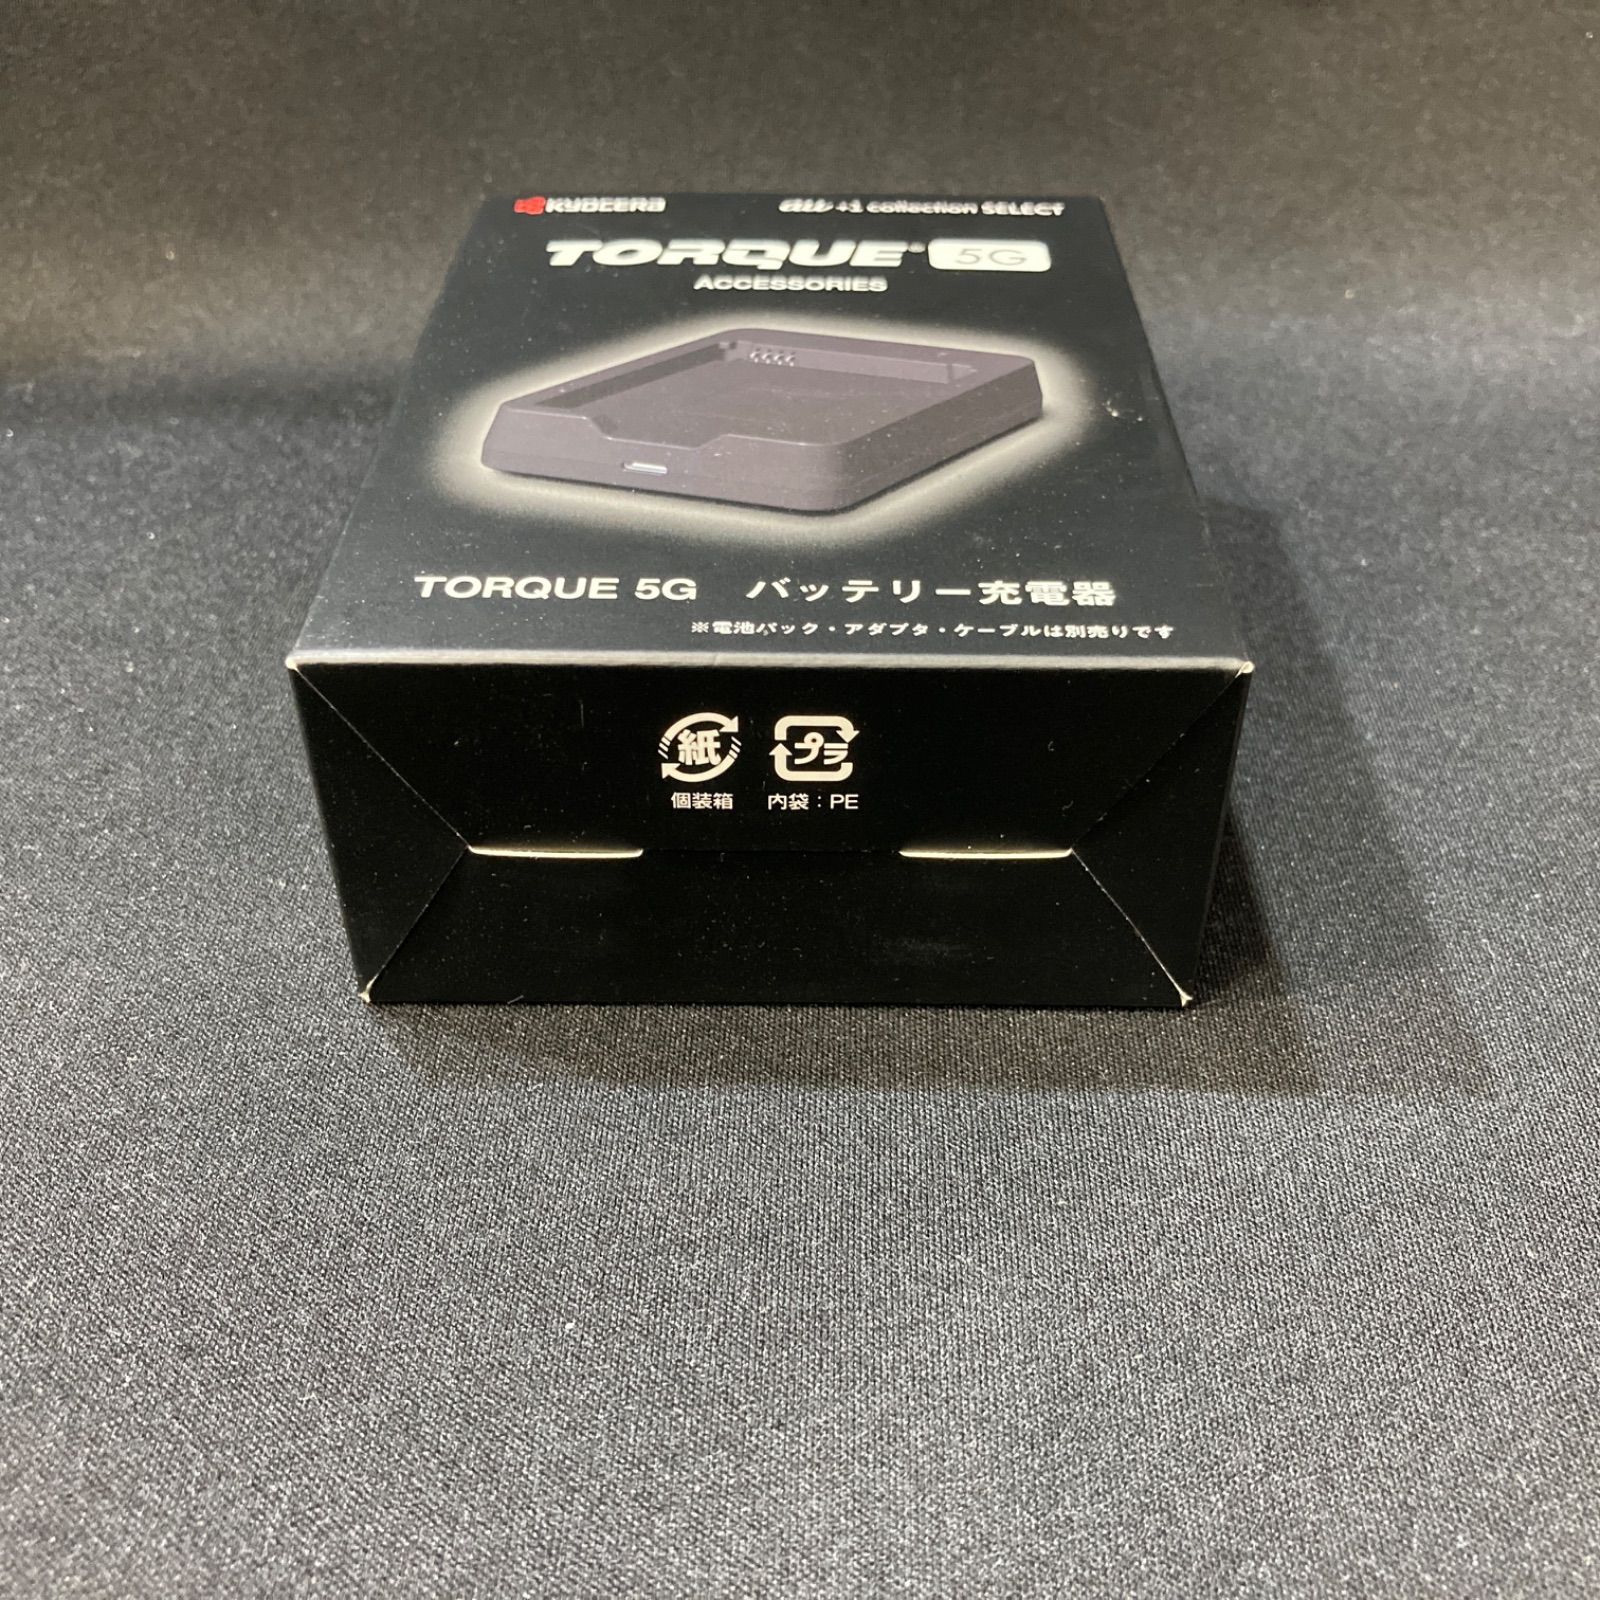 KYOCERA au +1 collection SELECT
TORQUE® 5G
ACCESSORIES
TORQUE 5G バッテリー充電器
※電池パック・アダプタ・ケーブルは別売りです
紙 プラ
個装箱 内袋：PE